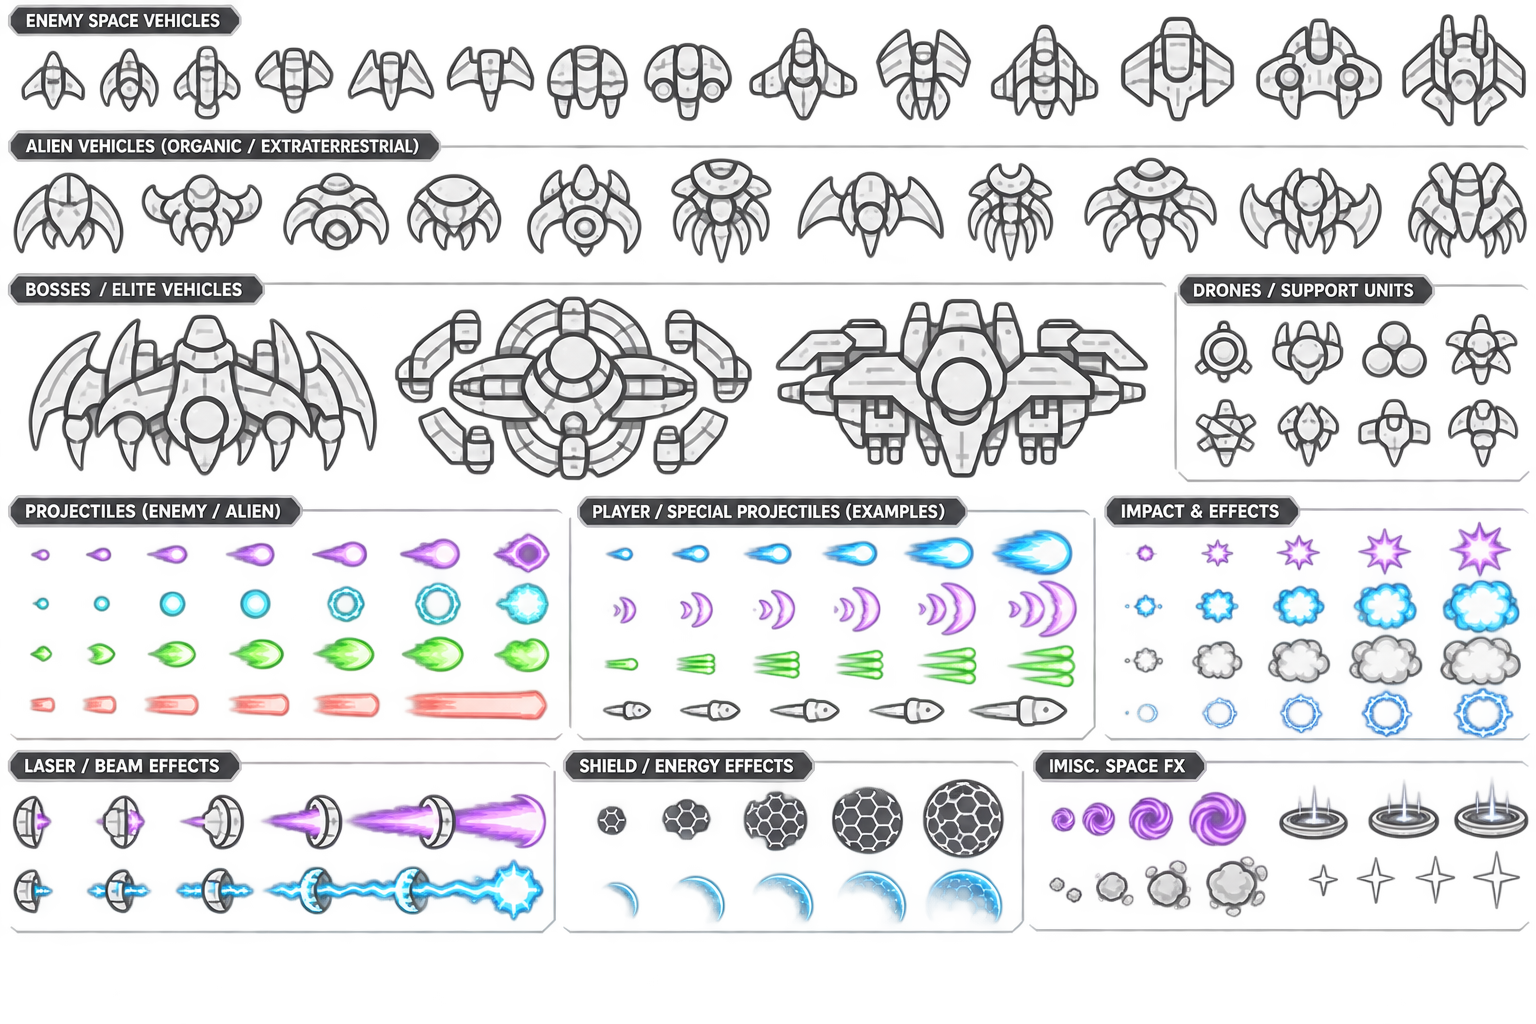 ENEMY SPACE VEHICLES
ALIEN VEHICLES (ORGANIC / EXTRATERRESTRIAL)
BOSSES / ELITE VEHICLES
DRONES / SUPPORT UNITS
PROJECTILES (ENEMY / ALIEN)
PLAYER / SPECIAL PROJECTILES (EXAMPLES)
IMPACT & EFFECTS
LASER / BEAM EFFECTS
SHIELD / ENERGY EFFECTS
IMISC. SPACE FX